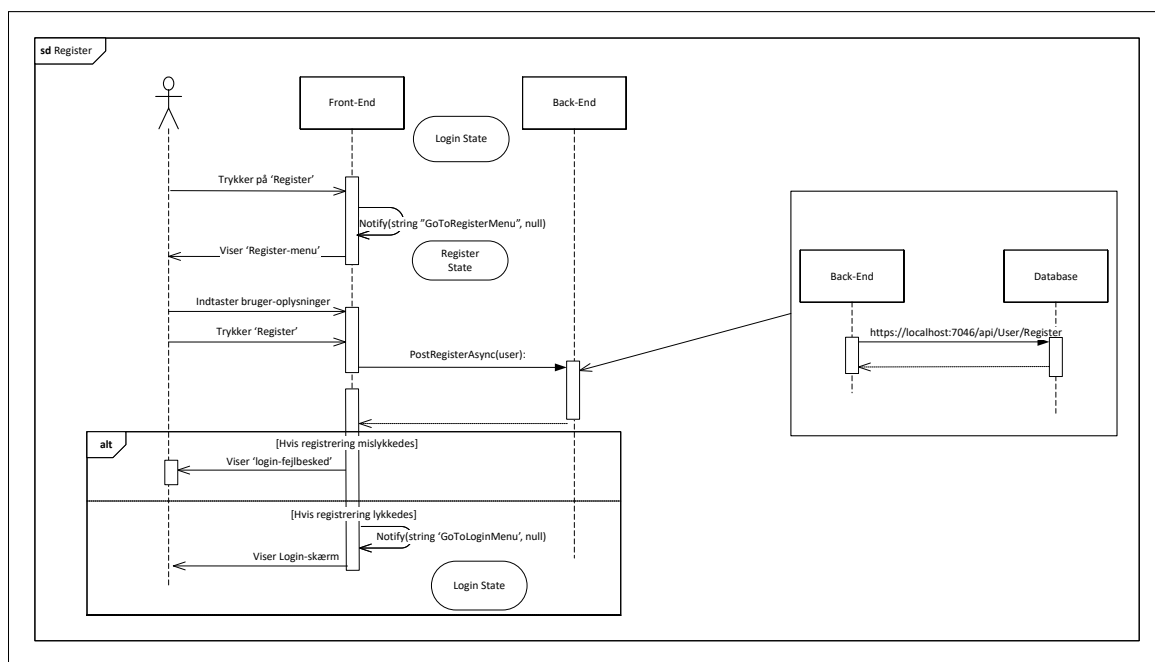 sd Register
Front-End
Back-End
Login State
Trykker på ‘Register’
Notify(string ”GoToRegisterMenu”, null)
Viser ‘Register-menu’
Register
State
Back-End
Database
Indtaster bruger-oplysninger
Trykker ‘Register’
https://localhost:7046/api/User/Register
PostRegisterAsync(user):
alt
[Hvis registrering mislykkedes]
Viser ‘login-fejlbesked’
[Hvis registrering lykkedes]
Notify(string ‘GoToLoginMenu’, null)
Viser Login-skærm
Login State